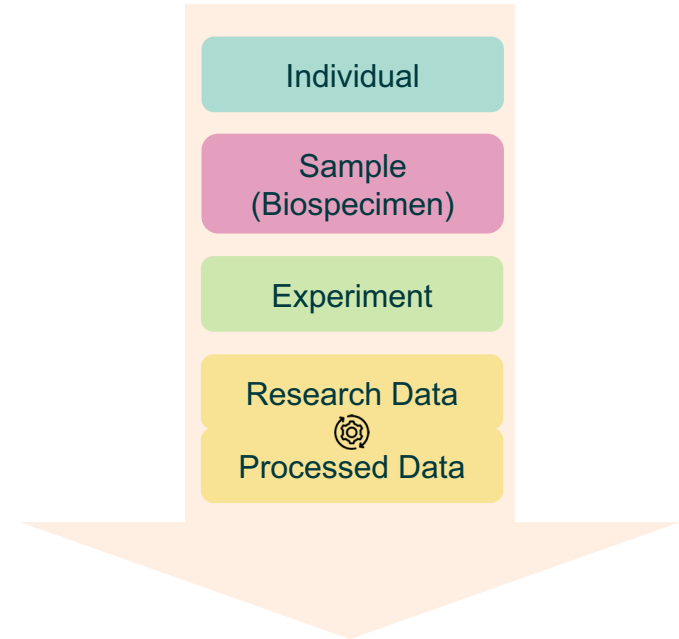 Individual
Sample
(Biospecimen)
Experiment
Research Data
Processed Data